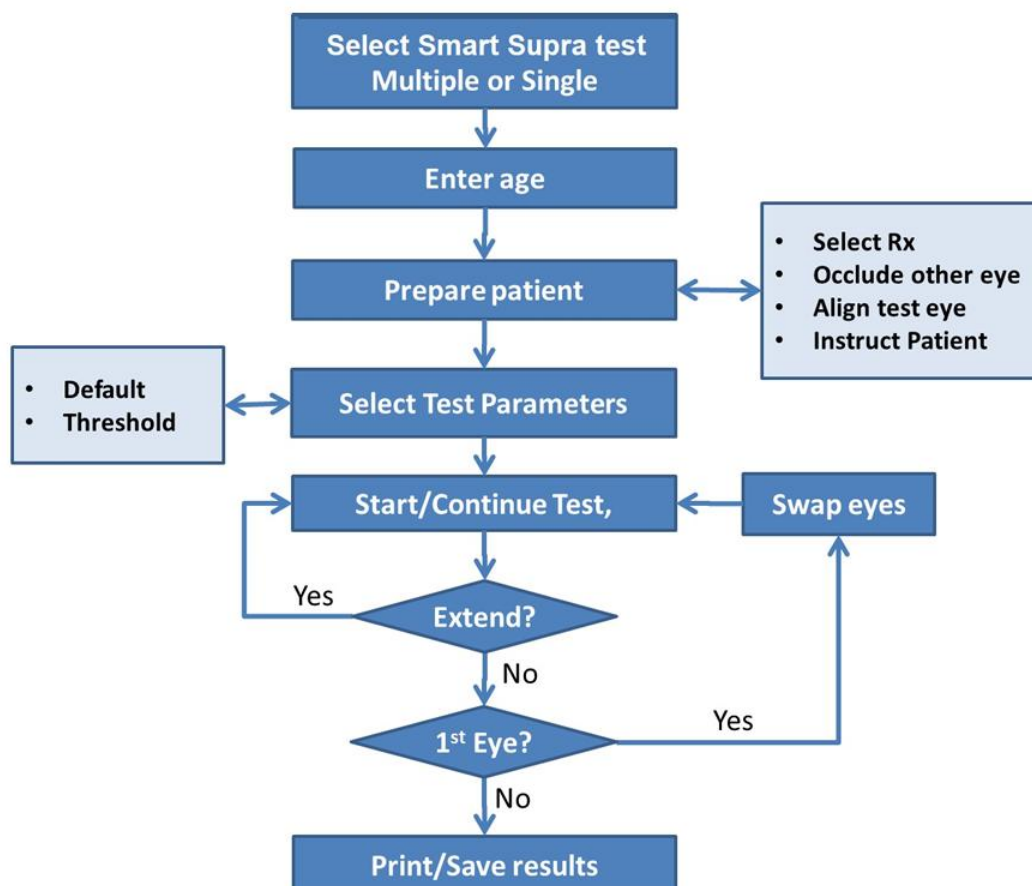 Select Smart Supra test
Multiple or Single
Enter age
Prepare patient
• Select Rx
• Occlude other eye
• Align test eye
• Instruct Patient
• Default
• Threshold
Select Test Parameters
Start/Continue Test,
Swap eyes
Yes
Extend?
No
1st Eye?
Yes
No
Print/Save results